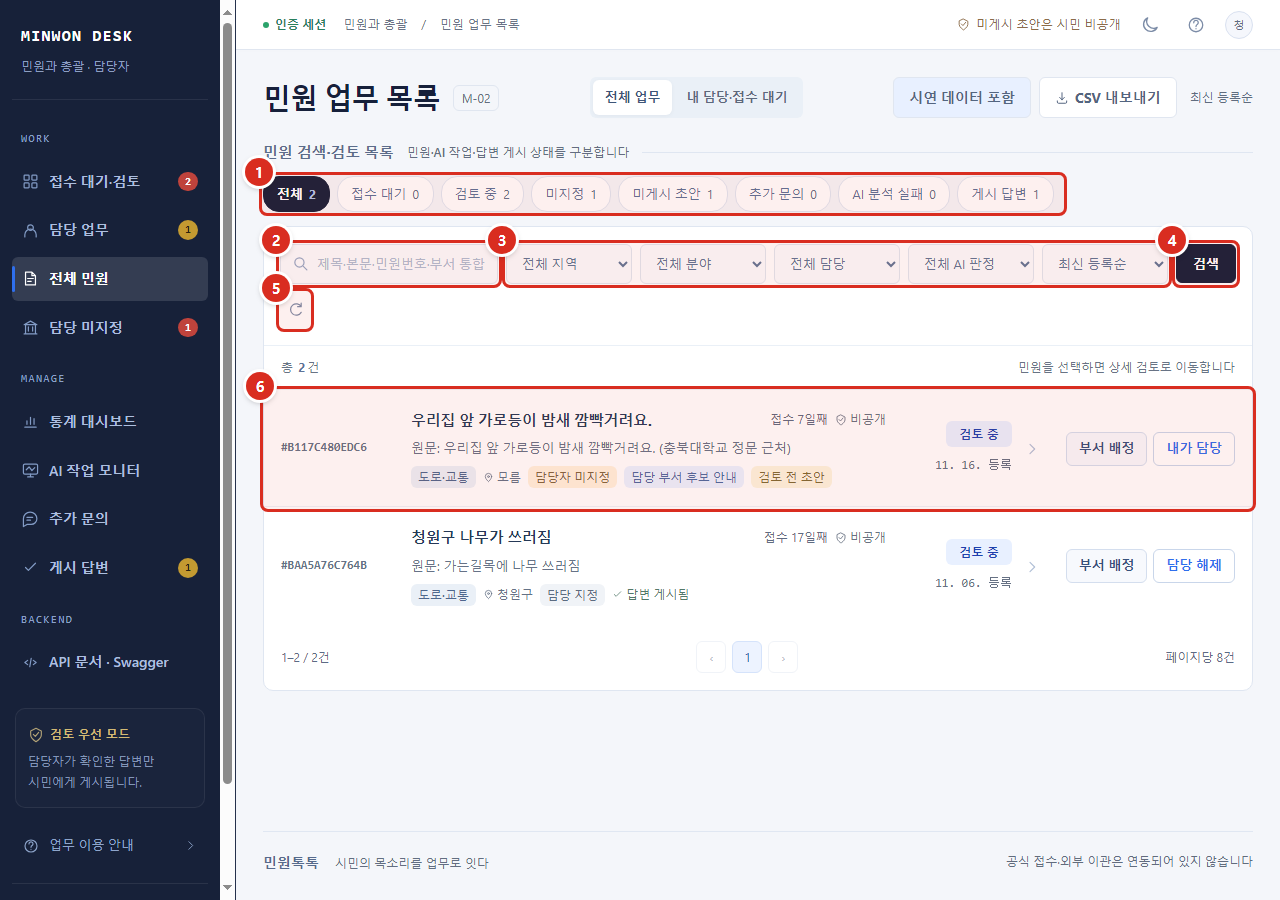 MINWON DESK
민원과 총괄 · 담당자
WORK
접수 대기·검토 2
담당 업무 1
전체 민원
담당 미지정 1
MANAGE
통계 대시보드
AI 작업 모니터
추가 문의
게시 답변 1
BACKEND
API 문서 · Swagger
검토 우선 모드
담당자가 확인한 답변만
시민에게 게시됩니다.
업무 이용 안내
인증 세션 민원과 총괄 / 민원 업무 목록
미게시 초안은 시민 비공개 청
민원 업무 목록 M-02
전체 업무 내 담당·접수 대기
시연 데이터 포함 CSV 내보내기 최신 등록순
민원 검색·검토 목록 민원·AI 작업·답변 게시 상태를 구분합니다
1
전체 2 접수 대기 0 검토 중 2 미지정 1 미게시 초안 1 추가 문의 0 AI 분석 실패 0 게시 답변 1
2 3 4
제목·본문·민원번호·부서 통합 전체 지역 전체 분야 전체 담당 전체 AI 판정 최신 등록순 검색
5
총 2건 민원을 선택하면 상세 검토로 이동합니다
6
우리집 앞 가로등이 밤새 깜빡거려요. 접수 7일째 비공개
#B117C480EDC6 원문: 우리집 앞 가로등이 밤새 깜빡거려요. (충북대학교 정문 근처)
도로·교통 모름 담당자 미지정 담당 부서 후보 안내 검토 전 초안
검토 중
11. 16. 등록
부서 배정 내가 담당
청원구 나무가 쓰러짐 접수 17일째 비공개
#BAA5A76C764B 원문: 가는길목에 나무 쓰러짐
도로·교통 청원구 담당 지정 답변 게시됨
검토 중
11. 06. 등록
부서 배정 담당 해제
1–2 / 2건 ‹ 1 › 페이지당 8건
민원톡톡 시민의 목소리를 업무로 잇다
공식 접수·외부 이관은 연동되어 있지 않습니다